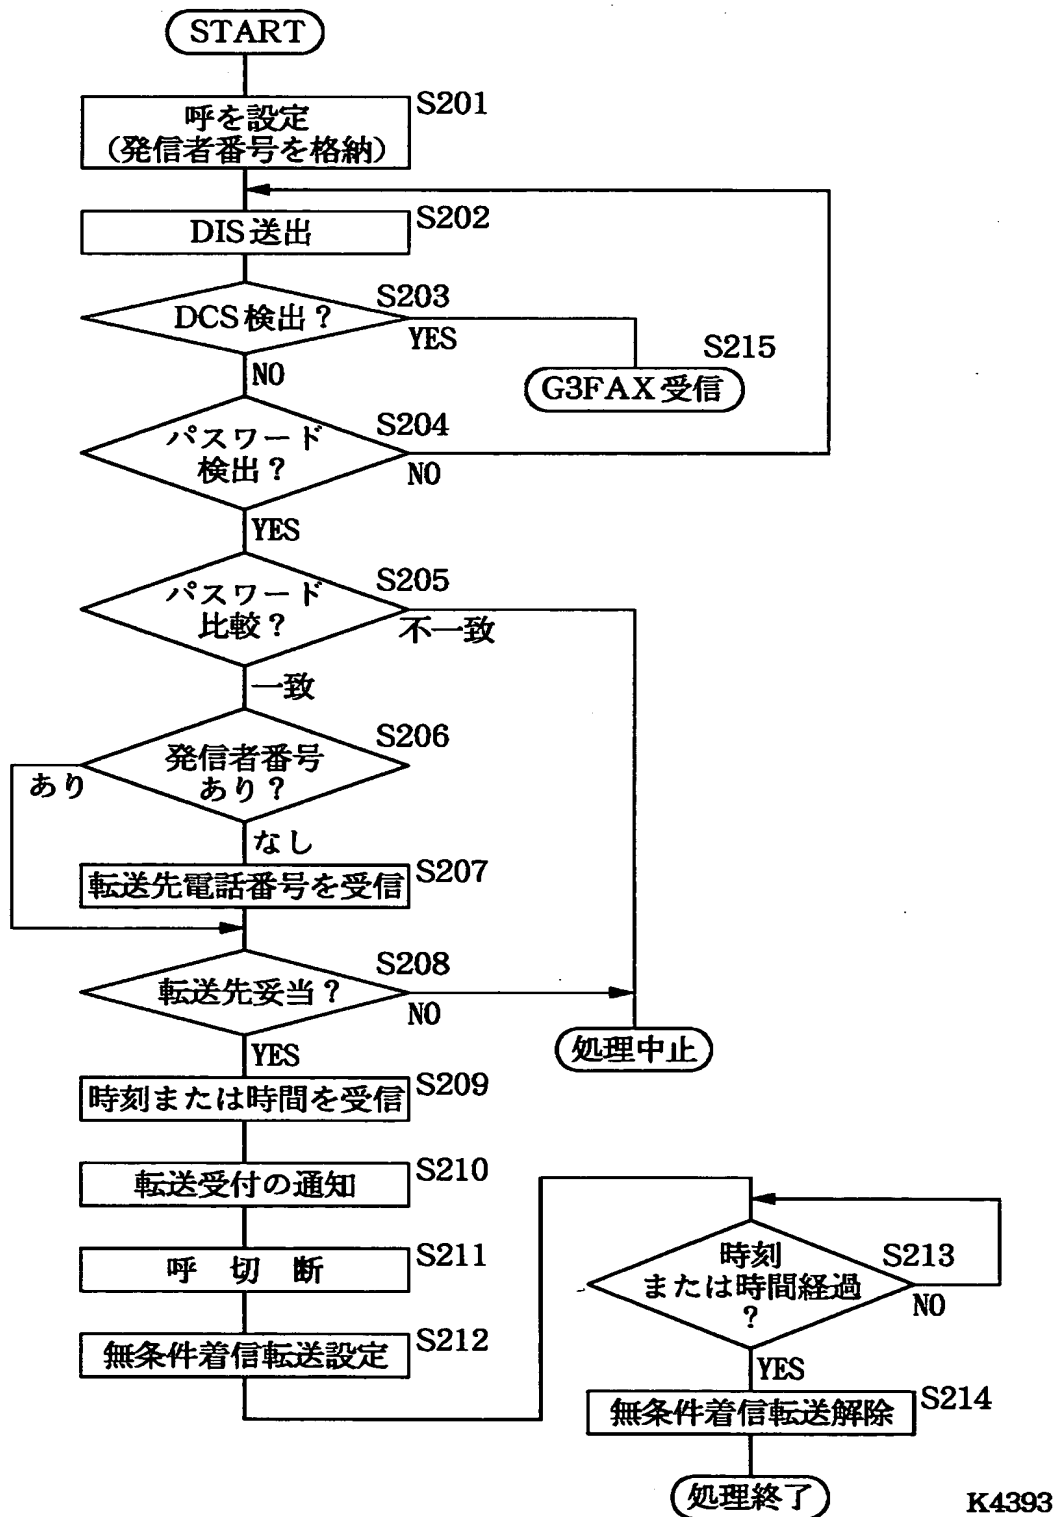 START
S201
呼を設定
(発信者番号を格納)
S202
DIS送出
S203
DCS検出?
YES
S215
G3FAX受信
NO
S204
パスワード
検出?
NO
YES
S205
パスワード
比較?
不一致
一致
S206
発信者番号
あり?
あり
なし
S207
転送先電話番号を受信
S208
転送先妥当?
NO
処理中止
YES
S209
時刻または時間を受信
S210
転送受付の通知
S211
呼 切 断
S212
無条件着信転送設定
S213
時刻
または時間経過
?
NO
YES
S214
無条件着信転送解除
処理終了
K4393